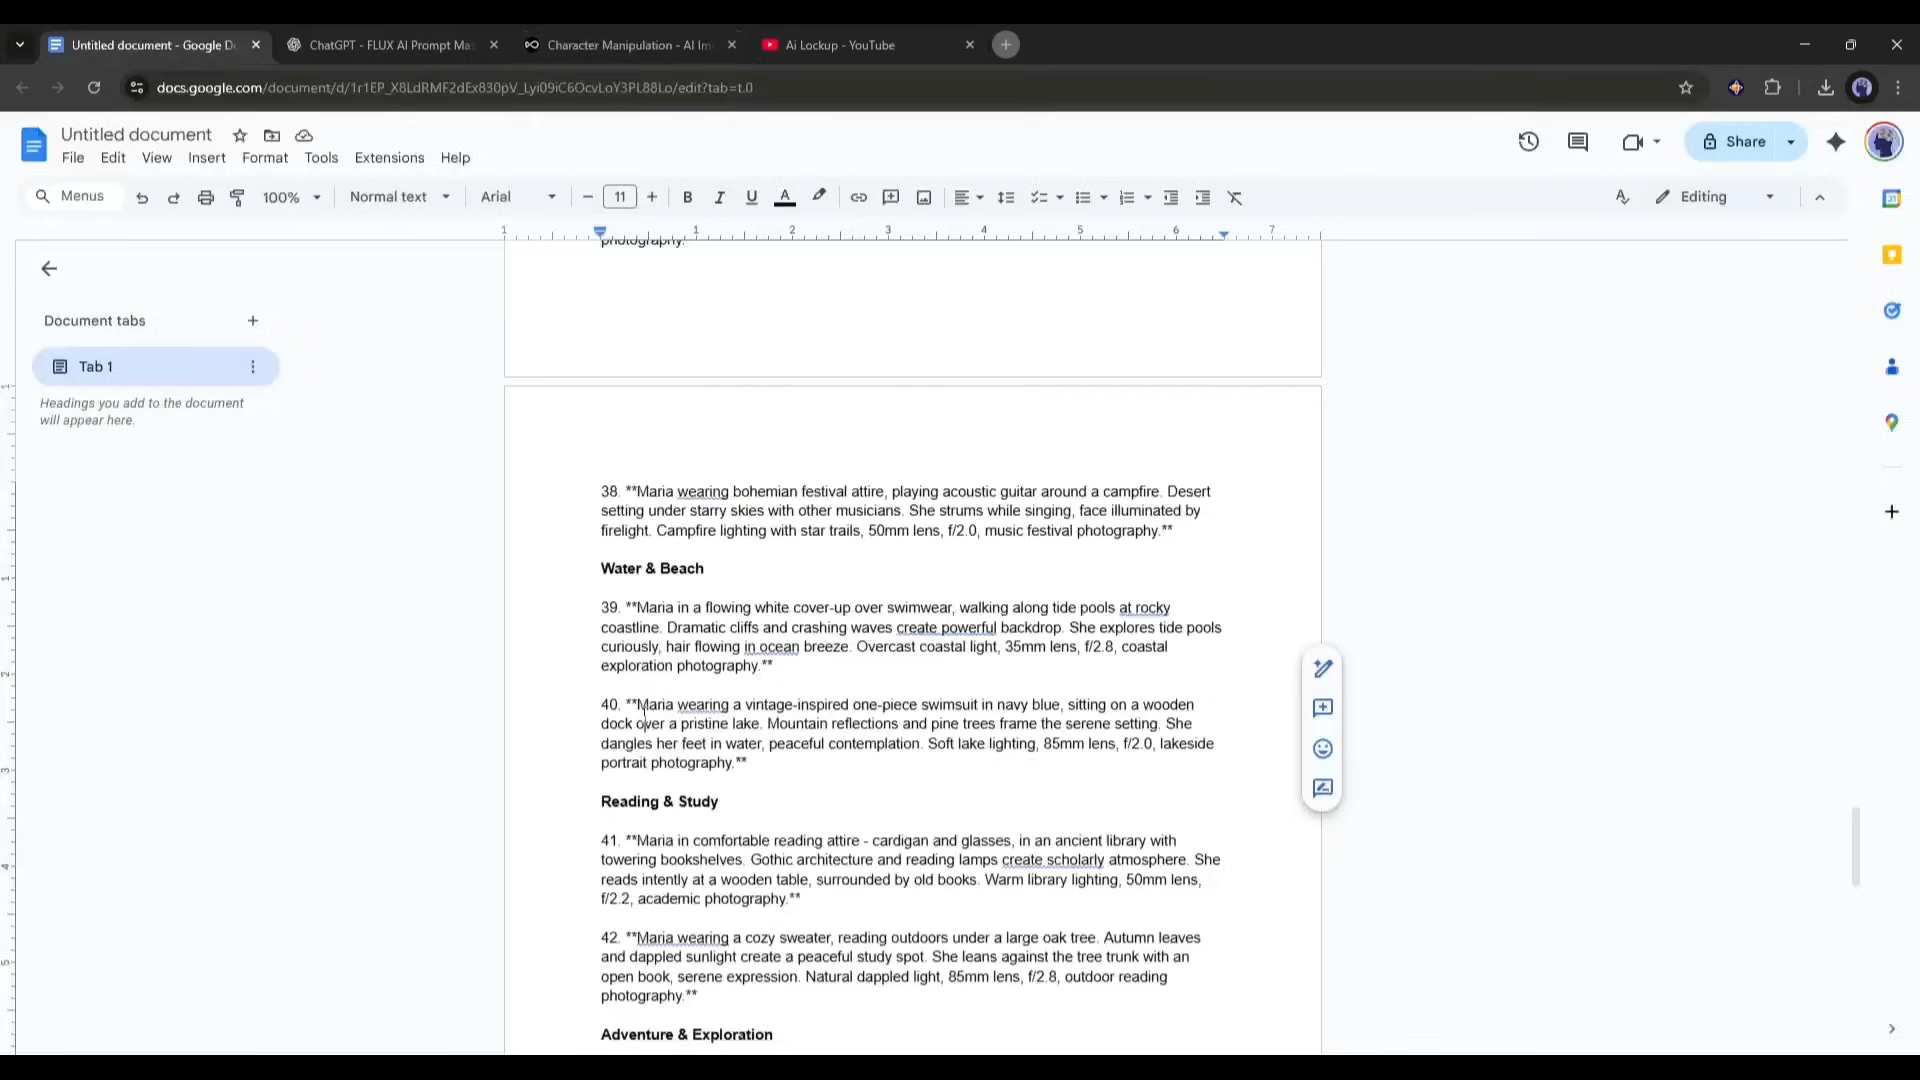 Untitled document - Google D
ChatGPT - FLUX AI Prompt Ma
Character Manipulation - AI Im
Ai Lockup - YouTube
docs.google.com/document/d/1r1EP_X8LdRMF2dEx830pV_Lyi09iC6OcvLoY3PL88Lo/edit?tab=t.0
Untitled document
File Edit View Insert Format Tools Extensions Help
Share
Menus 100% Normal text Arial 11 B I U A Editing
1 1 2 3 4 5 6 7
photography.
Document tabs
Tab 1
Headings you add to the document
will appear here.
38. **Maria wearing bohemian festival attire, playing acoustic guitar around a campfire. Desert
setting under starry skies with other musicians. She strums while singing, face illuminated by
firelight. Campfire lighting with star trails, 50mm lens, f/2.0, music festival photography.**
Water & Beach
39. **Maria in a flowing white cover-up over swimwear, walking along tide pools at rocky
coastline. Dramatic cliffs and crashing waves create powerful backdrop. She explores tide pools
curiously, hair flowing in ocean breeze. Overcast coastal light, 35mm lens, f/2.8, coastal
exploration photography.**
40. **Maria wearing a vintage-inspired one-piece swimsuit in navy blue, sitting on a wooden
dock over a pristine lake. Mountain reflections and pine trees frame the serene setting. She
dangles her feet in water, peaceful contemplation. Soft lake lighting, 85mm lens, f/2.0, lakeside
portrait photography.**
Reading & Study
41. **Maria in comfortable reading attire - cardigan and glasses, in an ancient library with
towering bookshelves. Gothic architecture and reading lamps create scholarly atmosphere. She
reads intently at a wooden table, surrounded by old books. Warm library lighting, 50mm lens,
f/2.2, academic photography.**
42. **Maria wearing a cozy sweater, reading outdoors under a large oak tree. Autumn leaves
and dappled sunlight create a peaceful study spot. She leans against the tree trunk with an
open book, serene expression. Natural dappled light, 85mm lens, f/2.8, outdoor reading
photography.**
Adventure & Exploration